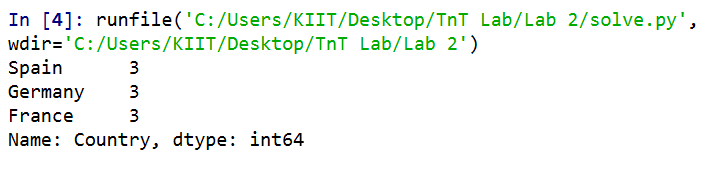 In [4]: runfile('C:/Users/KIIT/Desktop/TnT Lab/Lab 2/solve.py',
wdir='C:/Users/KIIT/Desktop/TnT Lab/Lab 2')
Spain      3
Germany    3
France     3
Name: Country, dtype: int64